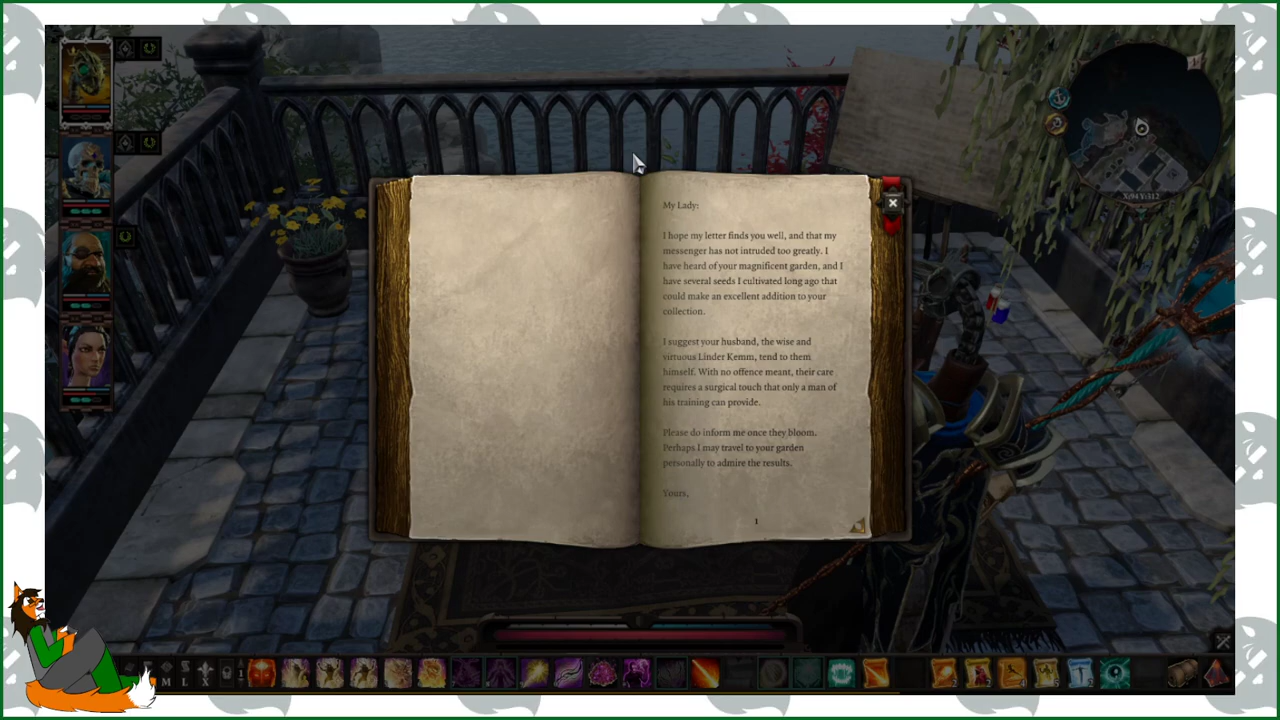 My Lady:
I hope my letter finds you well, and that my
messenger has not intruded too greatly. I
have heard of your magnificent garden, and I
have several seeds I cultivated long ago that
could make an excellent addition to your
collection.
I suggest your husband, the wise and
virtuous Linder Kemm, tend to them
himself. With no offence meant, their care
requires a surgical touch that only a man of
his training can provide.
Please do inform me once they bloom.
Perhaps I may travel to your garden
personally to admire the results.
Yours,
1
M L X
1